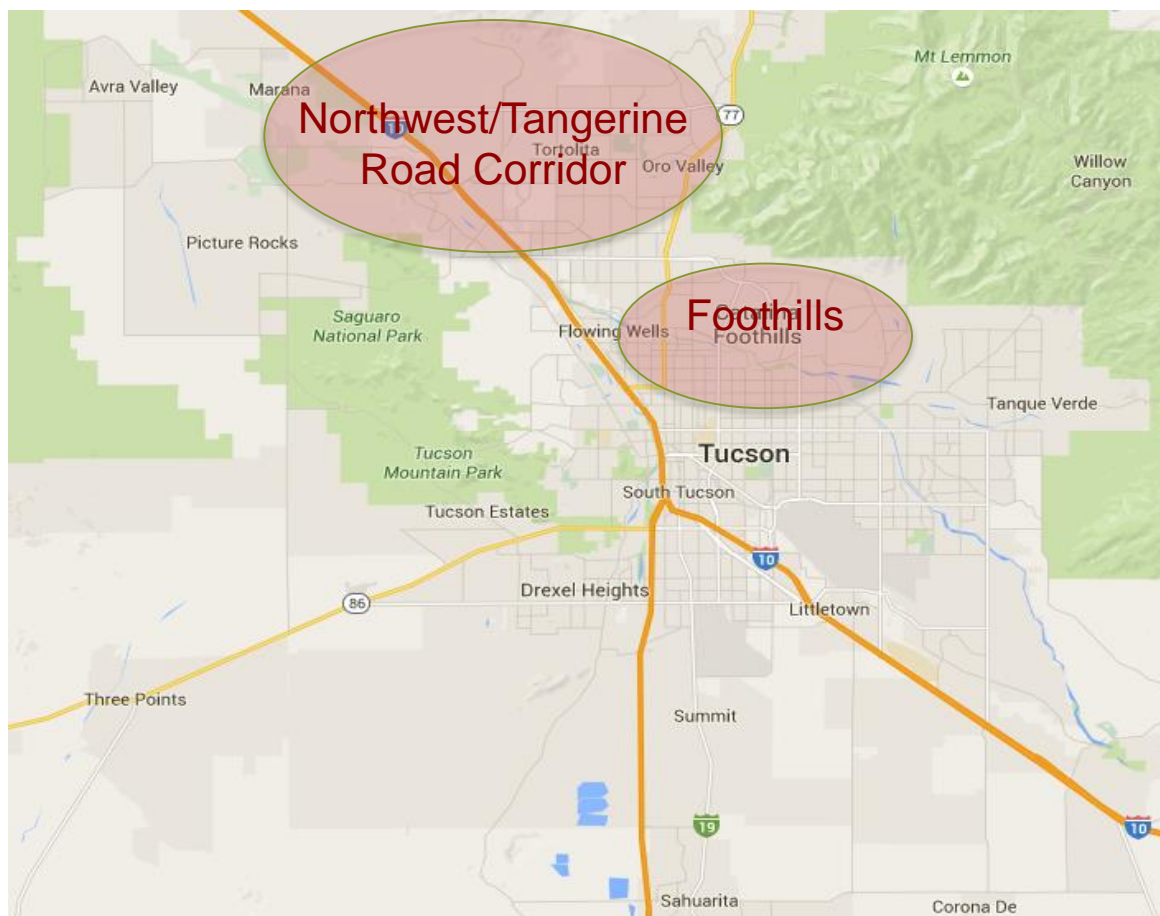 Mt Lemmon
Avra Valley
Marana
Northwest/Tangerine
Road Corridor
77
10
Tortolita
Oro Valley
Willow
Canyon
Picture Rocks
Saguaro
National Park
Flowing Wells
Foothills
Catalina
Foothills
Tanque Verde
Tucson
Mountain Park
Tucson
South Tucson
Tucson Estates
10
Drexel Heights
86
Littletown
Three Points
Summit
19
10
Sahuarita
Corona De